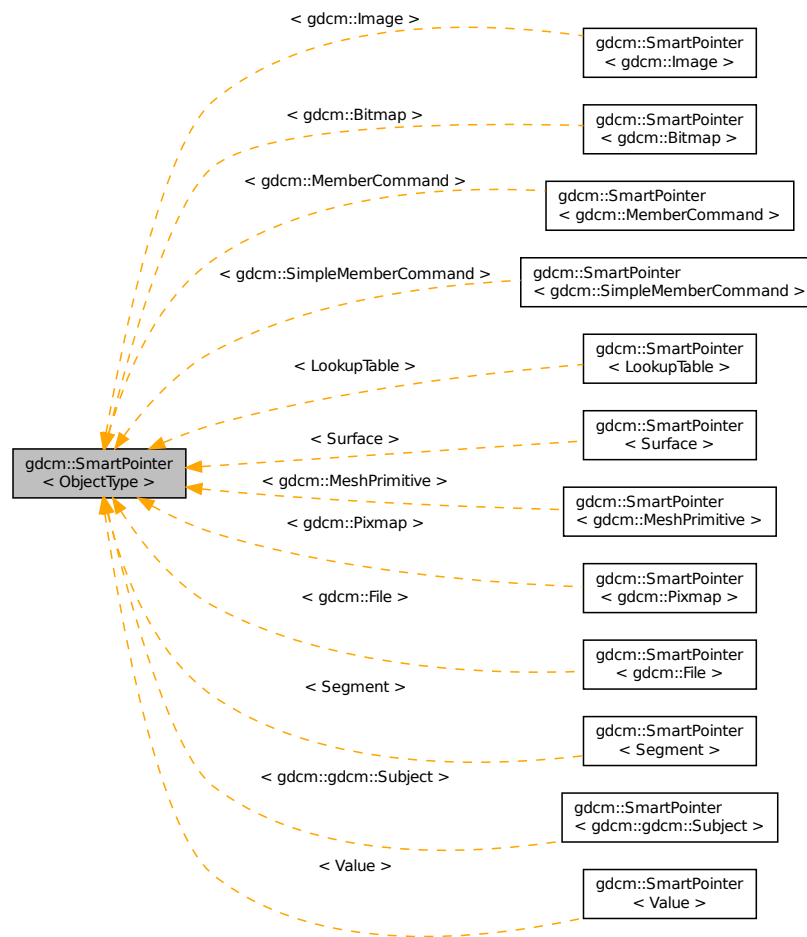 < gdcm::Image >
gdcm::SmartPointer
< gdcm::Image >
< gdcm::Bitmap >
gdcm::SmartPointer
< gdcm::Bitmap >
< gdcm::MemberCommand >
gdcm::SmartPointer
< gdcm::MemberCommand >
< gdcm::SimpleMemberCommand >
gdcm::SmartPointer
< gdcm::SimpleMemberCommand >
< LookupTable >
gdcm::SmartPointer
< LookupTable >
< Surface >
gdcm::SmartPointer
< Surface >
gdcm::SmartPointer
< ObjectType >
< gdcm::MeshPrimitive >
gdcm::SmartPointer
< gdcm::MeshPrimitive >
< gdcm::Pixmap >
gdcm::SmartPointer
< gdcm::Pixmap >
< gdcm::File >
gdcm::SmartPointer
< gdcm::File >
< Segment >
gdcm::SmartPointer
< Segment >
< gdcm::gdcm::Subject >
gdcm::SmartPointer
< gdcm::gdcm::Subject >
< Value >
gdcm::SmartPointer
< Value >